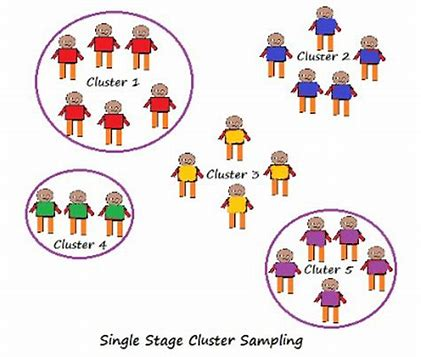 Cluster 1
Cluster 2
Cluster 3
Cluster 4
Cluter 5
Single Stage Cluster Sampling